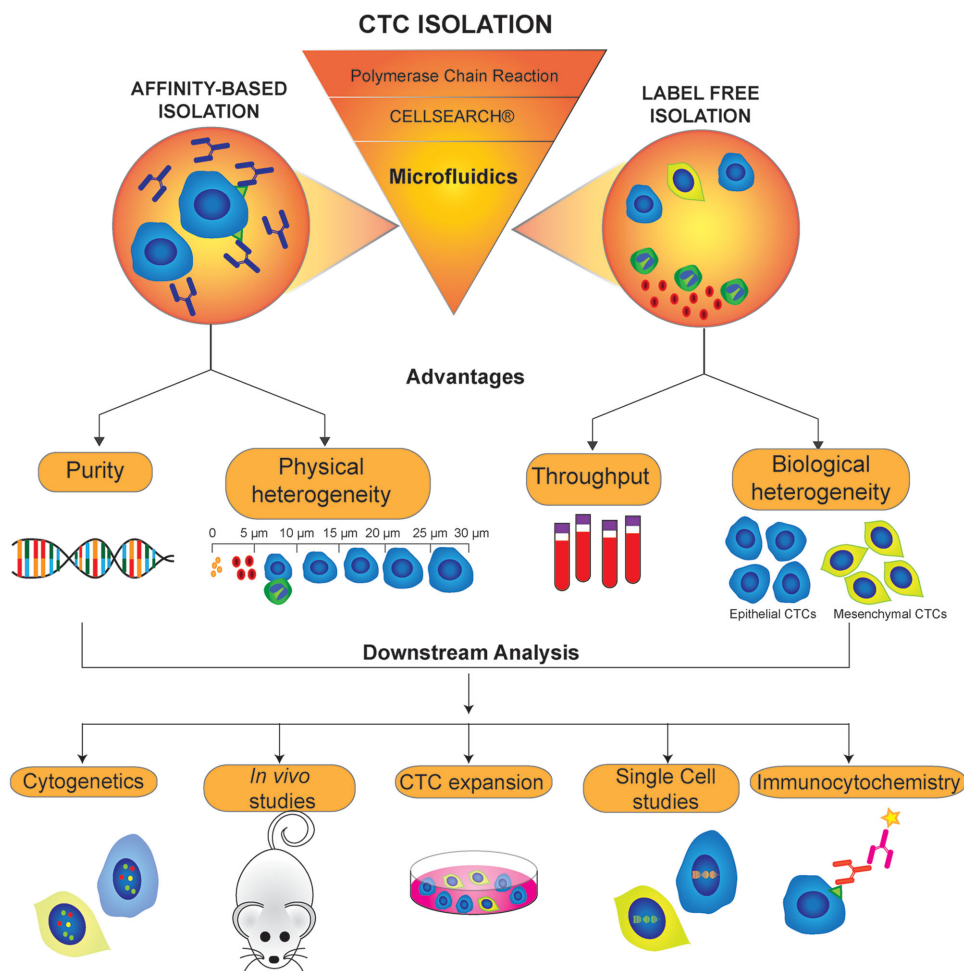 CTC ISOLATION
Polymerase Chain Reaction
CELLSEARCH®
Microfluidics
AFFINITY-BASED
ISOLATION
LABEL FREE
ISOLATION
Advantages
Purity
Physical
heterogeneity
Throughput
Biological
heterogeneity
0 5 µm 10 µm 15 µm 20 µm 25 µm 30 µm
Epithelial CTCs
Mesenchymal CTCs
Downstream Analysis
Cytogenetics
In vivo
studies
CTC expansion
Single Cell
studies
Immunocytochemistry